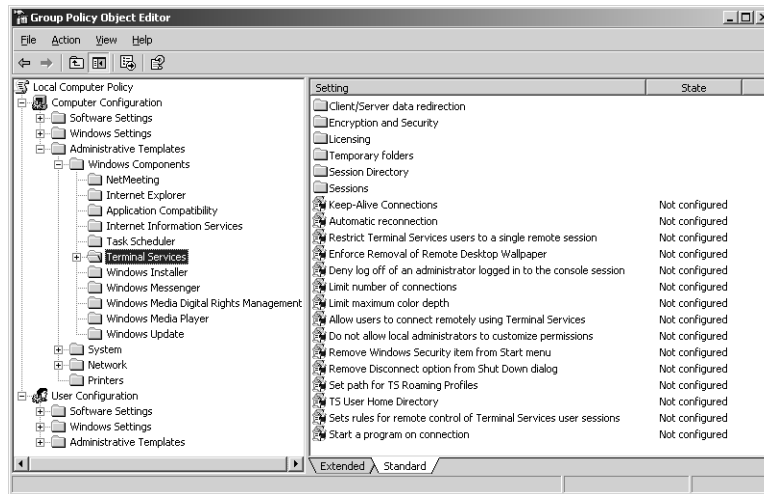 Group Policy Object Editor
File Action View Help
Local Computer Policy
Computer Configuration
Software Settings
Windows Settings
Administrative Templates
Windows Components
NetMeeting
Internet Explorer
Application Compatibility
Internet Information Services
Task Scheduler
Terminal Services
Windows Installer
Windows Messenger
Windows Media Digital Rights Management
Windows Media Player
Windows Update
System
Network
Printers
User Configuration
Software Settings
Windows Settings
Administrative Templates
Setting State
Client/Server data redirection
Encryption and Security
Licensing
Temporary folders
Session Directory
Sessions
Keep-Alive Connections Not configured
Automatic reconnection Not configured
Restrict Terminal Services users to a single remote session Not configured
Enforce Removal of Remote Desktop Wallpaper Not configured
Deny log off of an administrator logged in to the console session Not configured
Limit number of connections Not configured
Limit maximum color depth Not configured
Allow users to connect remotely using Terminal Services Not configured
Do not allow local administrators to customize permissions Not configured
Remove Windows Security item from Start menu Not configured
Remove Disconnect option from Shut Down dialog Not configured
Set path for TS Roaming Profiles Not configured
TS User Home Directory Not configured
Sets rules for remote control of Terminal Services user sessions Not configured
Start a program on connection Not configured
Extended Standard